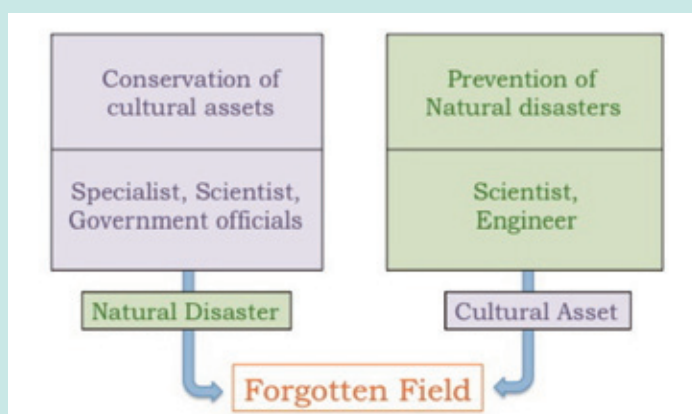 Conservation of
cultural assets
Specialist, Scientist,
Government officials
Natural Disaster
Prevention of
Natural disasters
Scientist,
Engineer
Cultural Asset
Forgotten Field